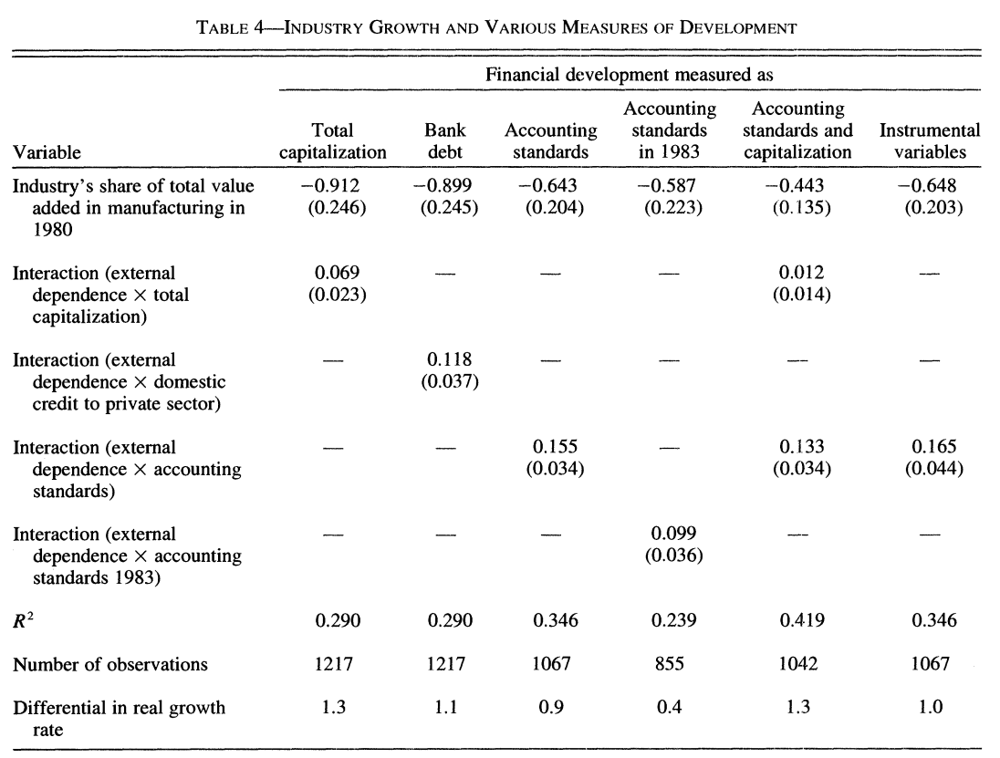 TABLE 4—INDUSTRY GROWTH AND VARIOUS MEASURES OF DEVELOPMENT
Financial development measured as
Variable Total capitalization Bank debt Accounting standards Accounting standards in 1983 Accounting standards and capitalization Instrumental variables
Industry's share of total value −0.912 −0.899 −0.643 −0.587 −0.443 −0.648
added in manufacturing in (0.246) (0.245) (0.204) (0.223) (0.135) (0.203)
1980
Interaction (external 0.069 — — — 0.012 —
dependence × total (0.023) (0.014)
capitalization)
Interaction (external — 0.118 — — — —
dependence × domestic (0.037)
credit to private sector)
Interaction (external — — 0.155 — 0.133 0.165
dependence × accounting (0.034) (0.034) (0.044)
standards)
Interaction (external — — — 0.099 — —
dependence × accounting (0.036)
standards 1983)
R² 0.290 0.290 0.346 0.239 0.419 0.346
Number of observations 1217 1217 1067 855 1042 1067
Differential in real growth 1.3 1.1 0.9 0.4 1.3 1.0
rate